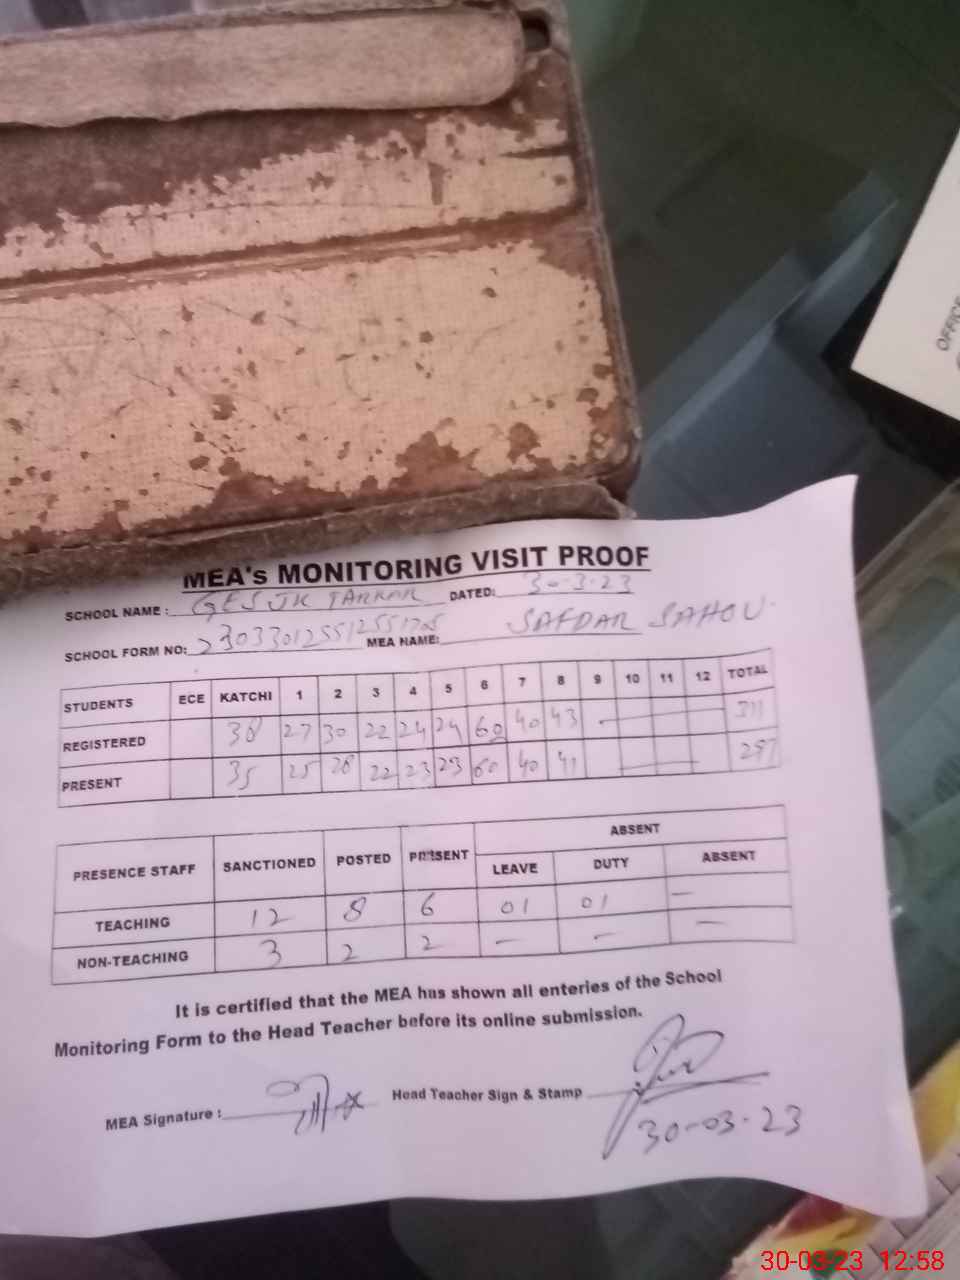 OFFICE
MEA's MONITORING VISIT PROOF
SCHOOL NAME : GES JK TARKAR DATED: 30-3-23
SCHOOL FORM NO: MEA NAME: SAFDAR SAHOU
STUDENTS ECE KATCHI 1 2 3 4 5 6 7 8 9 10 11 12 TOTAL
REGISTERED 38 27 30 22 24 24 60 40 43 — 311
PRESENT 35 25 28 22 23 23 60 40 41 — 297
PRESENCE STAFF SANCTIONED POSTED PRESENT ABSENT
LEAVE DUTY ABSENT
TEACHING 12 8 6 01 01 —
NON-TEACHING 3 2 2 — — —
It is certified that the MEA has shown all enteries of the School
Monitoring Form to the Head Teacher before its online submission.
MEA Signature : Head Teacher Sign & Stamp
30-03-23
30-03-23 12:58